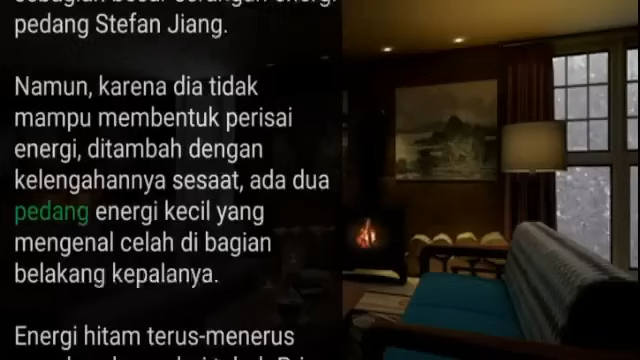 pedang Stefan Jiang.
Namun, karena dia tidak
mampu membentuk perisai
energi, ditambah dengan
kelengahannya sesaat, ada dua
pedang energi kecil yang
mengenal celah di bagian
belakang kepalanya.
Energi hitam terus-menerus